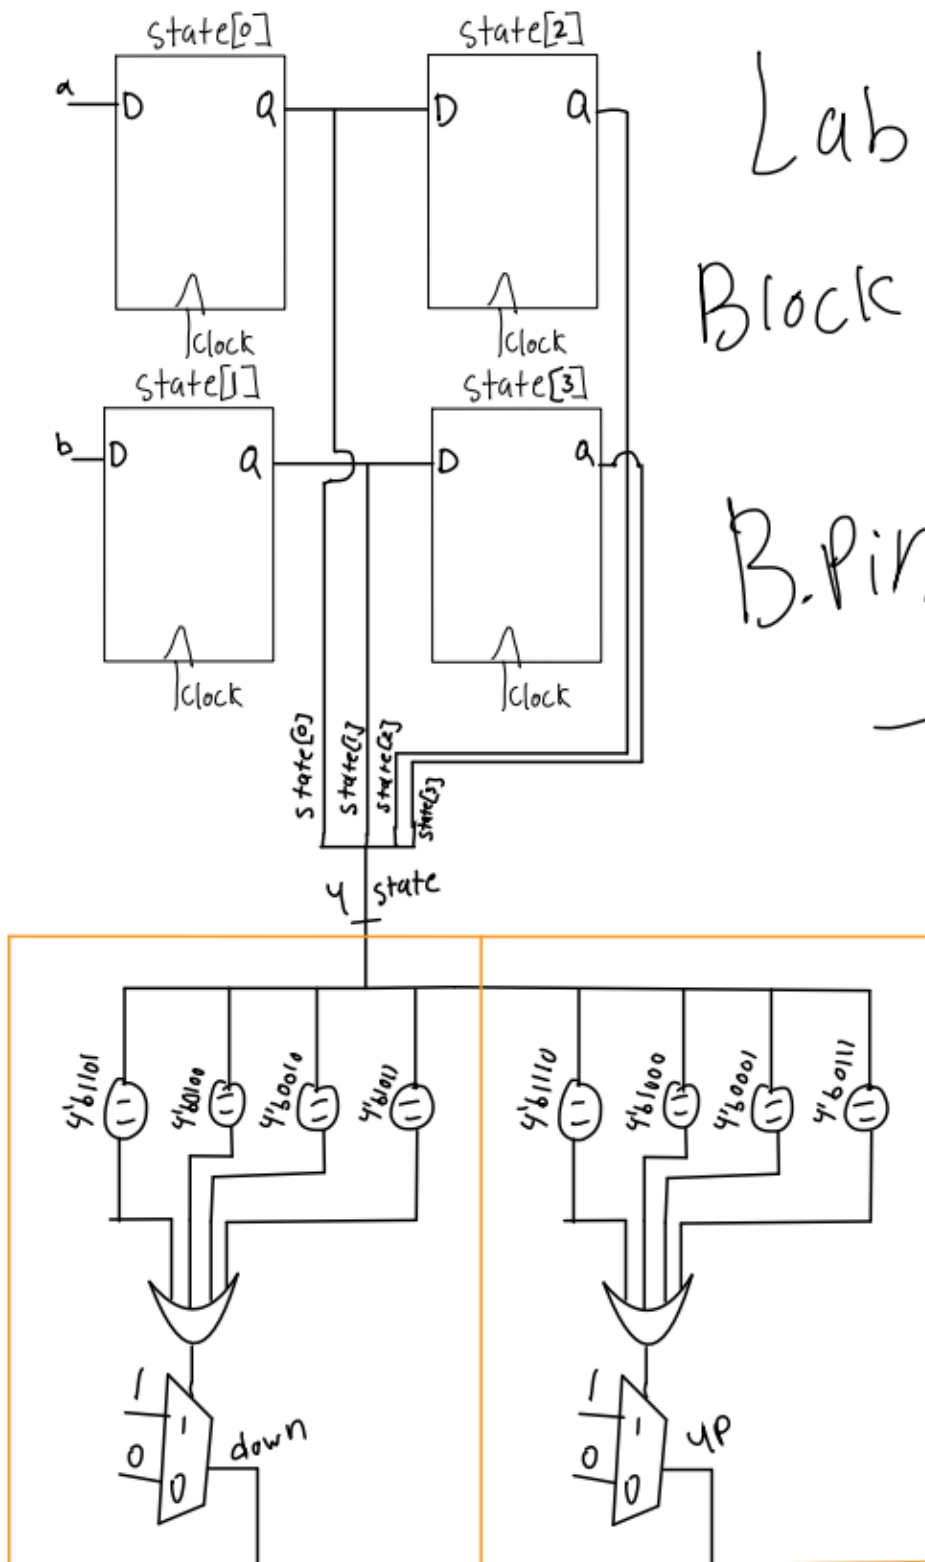 state[0] state[2]
a D Q D Q
Lab
clock clock
Block
state[1] state[3]
b D Q D Q
B.Pin
clock clock
state[0] state[1] state[2] state[3]
4 state
4'b1101 4'b0100 4'b0010 4'b1011 4'b1110 4'b1000 4'b0001 4'b0111
= = = = = = = =
1 1
1 1
down up
0 0
0 0